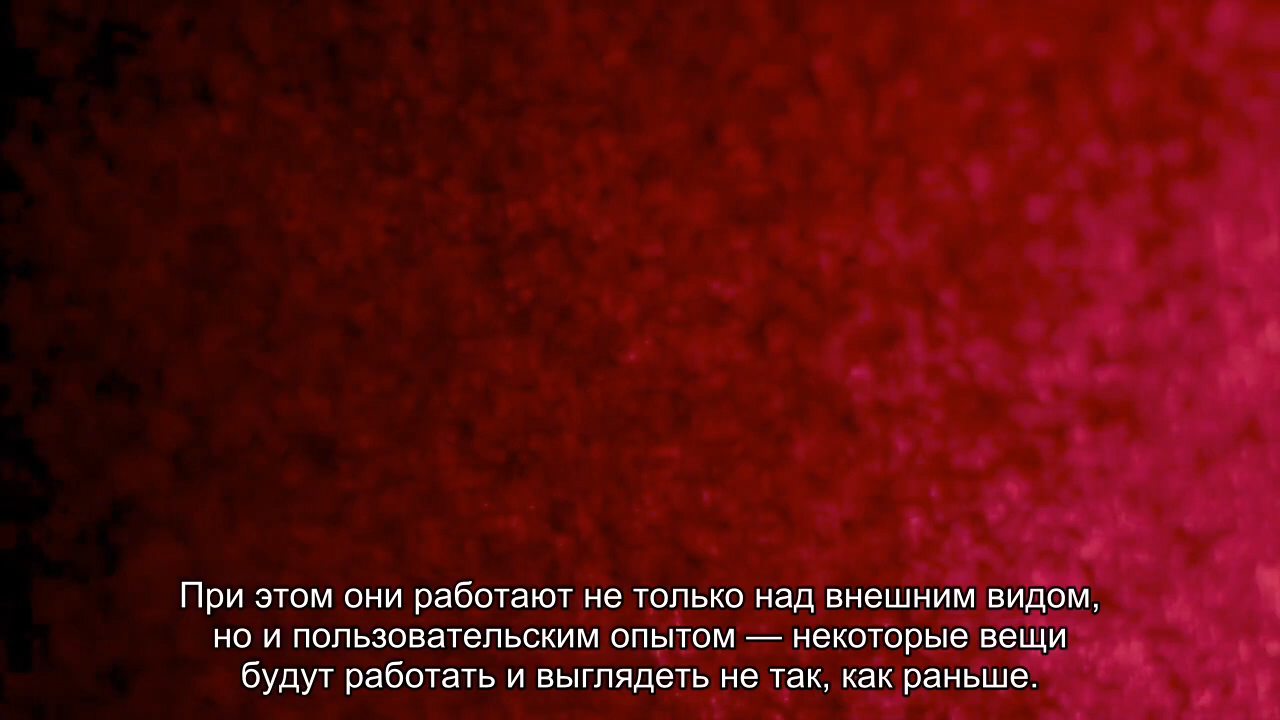 При этом они работают не только над внешним видом,
но и пользовательским опытом — некоторые вещи
будут работать и выглядеть не так, как раньше.